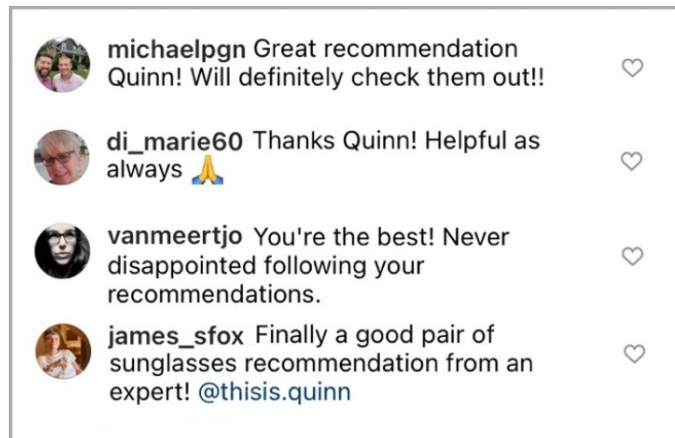 michaelpgn Great recommendation
Quinn! Will definitely check them out!!
di_marie60 Thanks Quinn! Helpful as
always 🙏
vanmeertjo You're the best! Never
disappointed following your
recommendations.
james_sfox Finally a good pair of
sunglasses recommendation from an
expert! @thisis.quinn